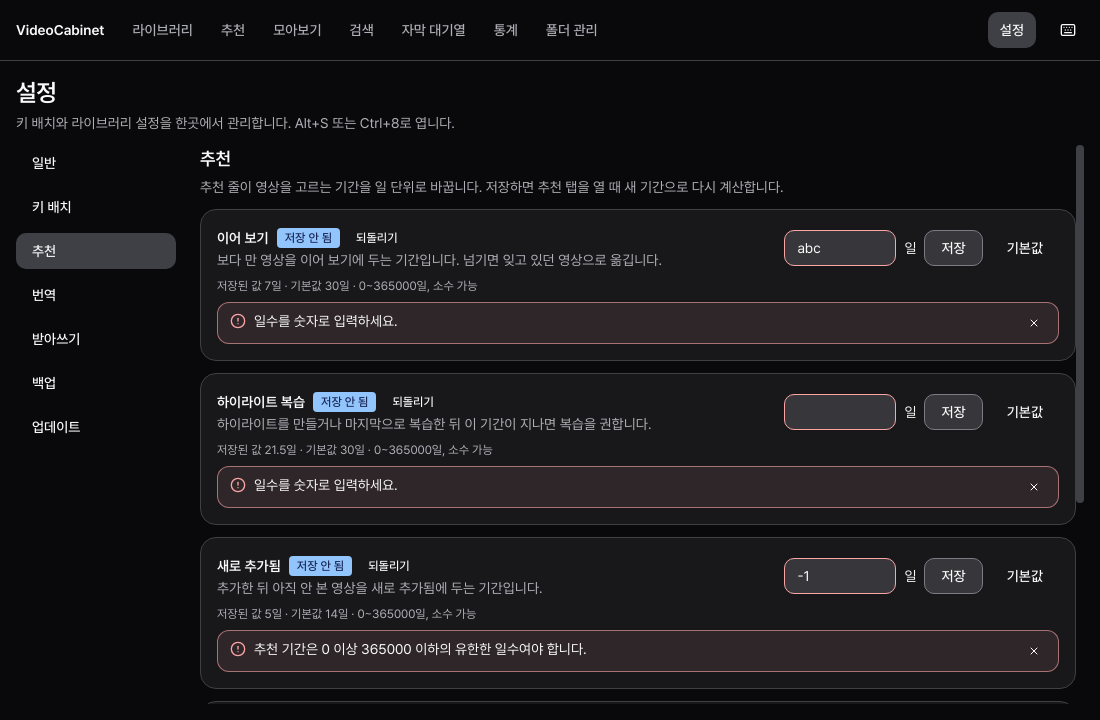 VideoCabinet 라이브러리 추천 모아보기 검색 자막 대기열 통계 폴더 관리 설정
설정
키 배치와 라이브러리 설정을 한곳에서 관리합니다. Alt+S 또는 Ctrl+8로 엽니다.
일반
키 배치
추천
번역
받아쓰기
백업
업데이트
추천
추천 줄이 영상을 고르는 기간을 일 단위로 바꿉니다. 저장하면 추천 탭을 열 때 새 기간으로 다시 계산합니다.
이어 보기 저장 안 됨 되돌리기
보다 만 영상을 이어 보기에 두는 기간입니다. 넘기면 잊고 있던 영상으로 옮깁니다.
저장된 값 7일 · 기본값 30일 · 0~365000일, 소수 가능
abc 일 저장 기본값
일수를 숫자로 입력하세요.
하이라이트 복습 저장 안 됨 되돌리기
하이라이트를 만들거나 마지막으로 복습한 뒤 이 기간이 지나면 복습을 권합니다.
저장된 값 21.5일 · 기본값 30일 · 0~365000일, 소수 가능
일 저장 기본값
일수를 숫자로 입력하세요.
새로 추가됨 저장 안 됨 되돌리기
추가한 뒤 아직 안 본 영상을 새로 추가됨에 두는 기간입니다.
저장된 값 5일 · 기본값 14일 · 0~365000일, 소수 가능
-1 일 저장 기본값
추천 기간은 0 이상 365000 이하의 유한한 일수여야 합니다.